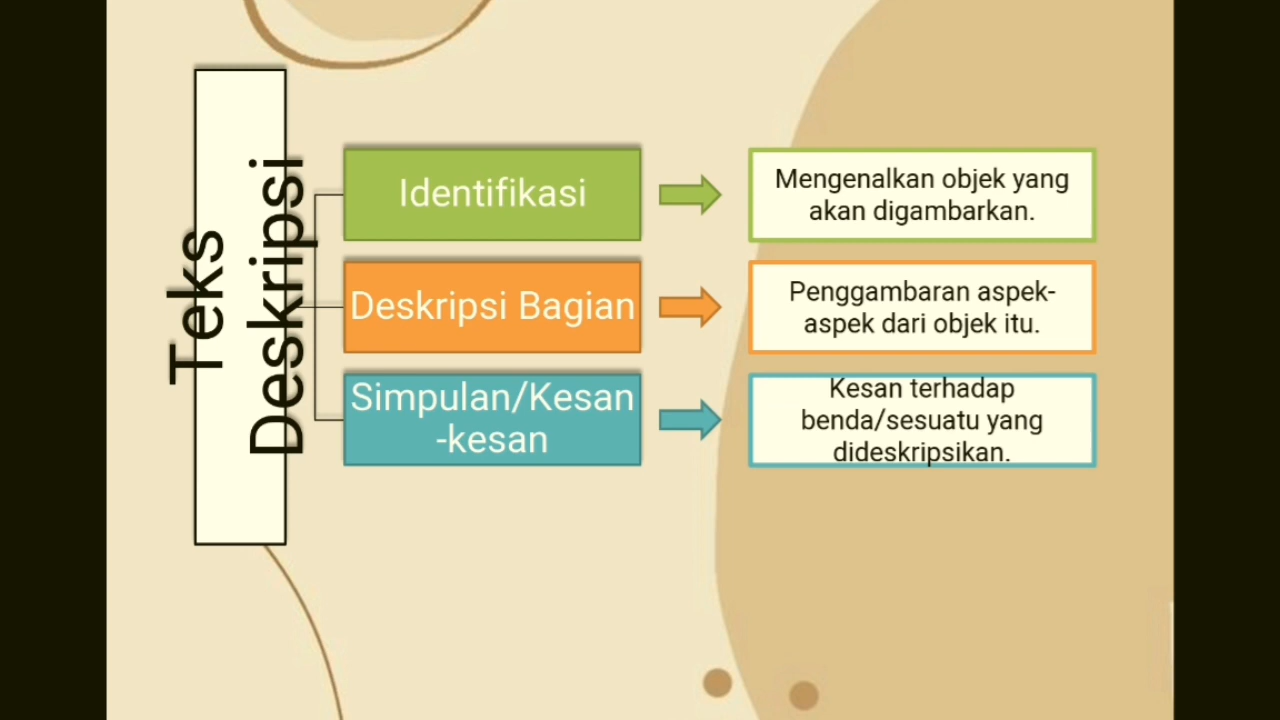 Teks
Deskripsi
Identifikasi
Mengenalkan objek yang
akan digambarkan.
Deskripsi Bagian
Penggambaran aspek-
aspek dari objek itu.
Simpulan/Kesan
-kesan
Kesan terhadap
benda/sesuatu yang
dideskripsikan.